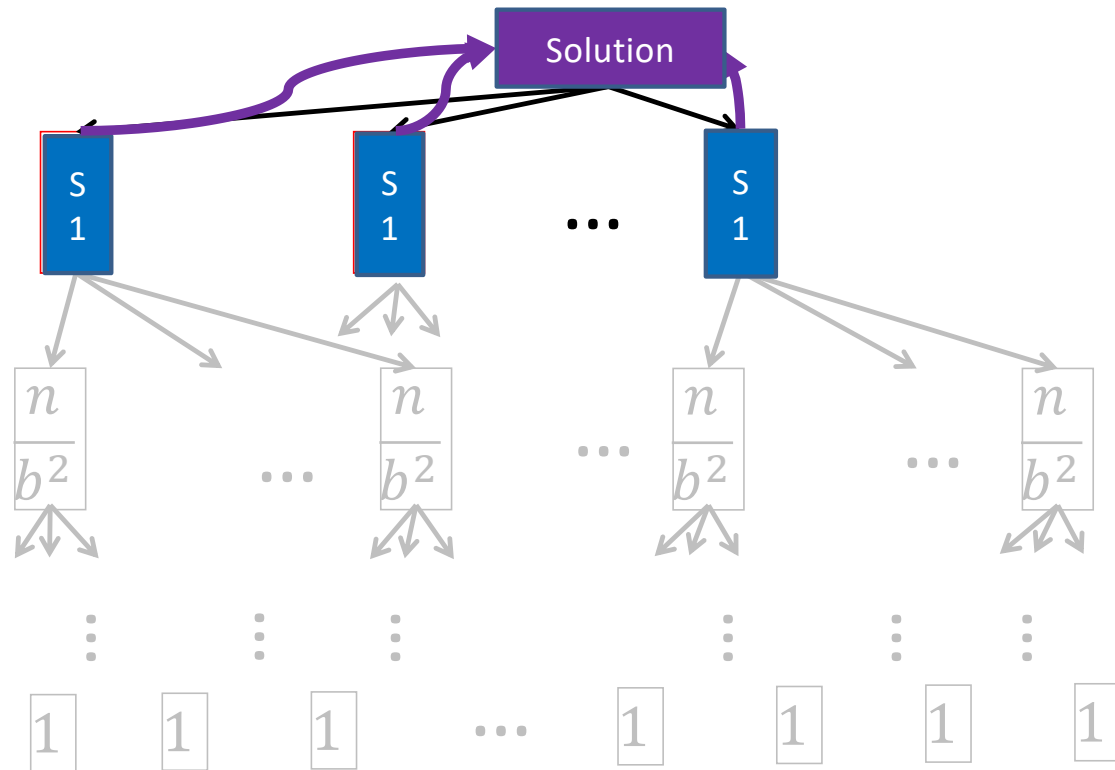 Solution
S S S
1 1 … 1
n n n n
b² … b² … b² … b²
1 1 1 … 1 1 1 1